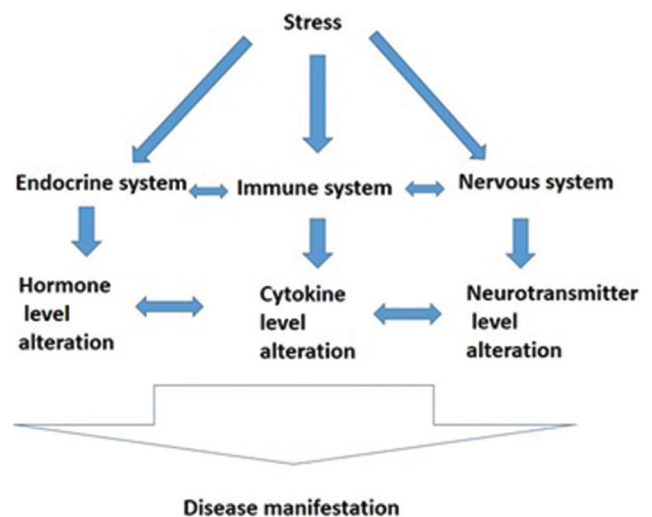 Stress
Endocrine system
Immune system
Nervous system
Hormone
level
alteration
Cytokine
level
alteration
Neurotransmitter
level
alteration
Disease manifestation